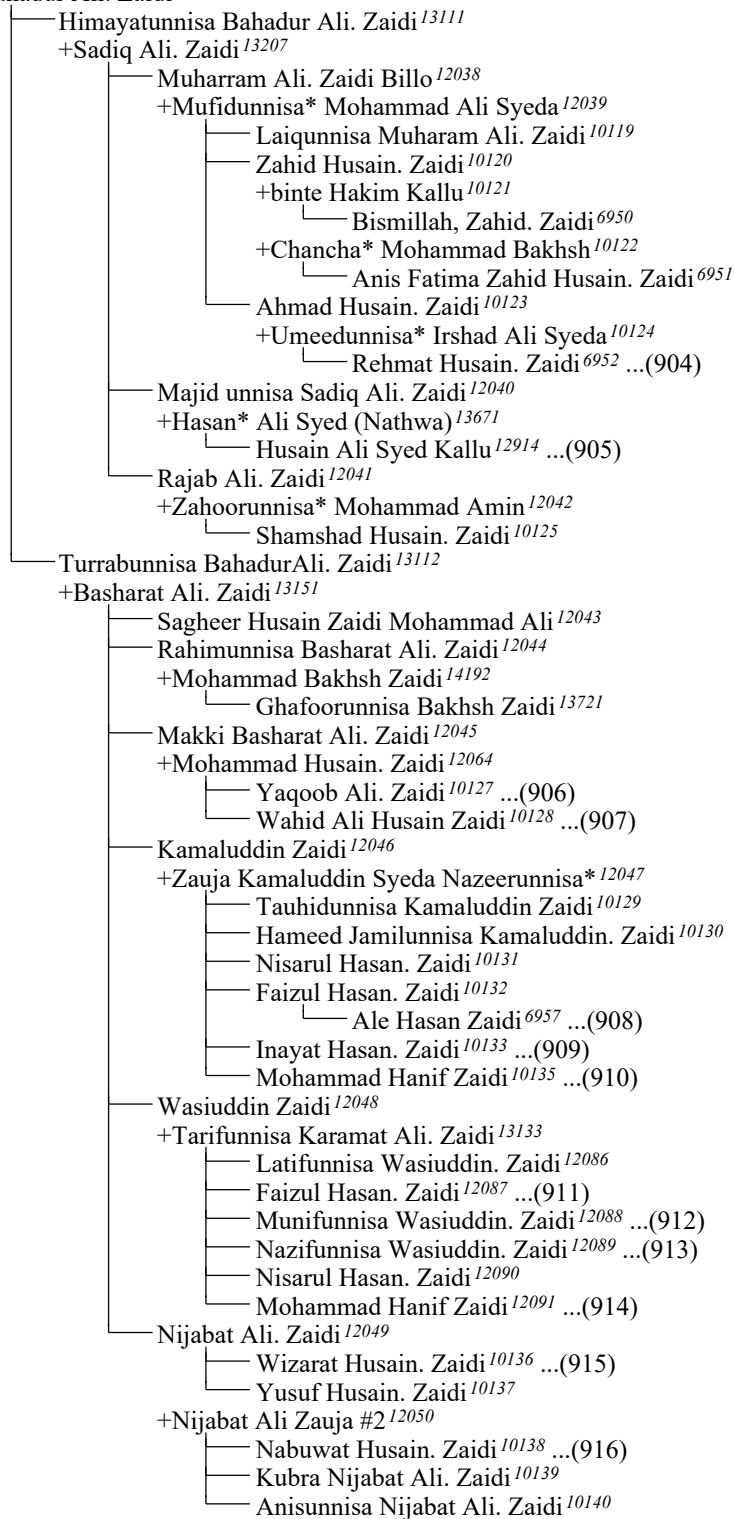 Himayatunnisa Bahadur Ali. Zaidi 13111
+Sadiq Ali. Zaidi 13207
Muharram Ali. Zaidi Billo 12038
+Mufidunnisa* Mohammad Ali Syeda 12039
Laiqunnisa Muharam Ali. Zaidi 10119
Zahid Husain. Zaidi 10120
+binte Hakim Kallu 10121
Bismillah, Zahid. Zaidi 6950
+Chancha* Mohammad Bakhsh 10122
Anis Fatima Zahid Husain. Zaidi 6951
Ahmad Husain. Zaidi 10123
+Umeedunnisa* Irshad Ali Syeda 10124
Rehmat Husain. Zaidi 6952 ...(904)
Majid unnisa Sadiq Ali. Zaidi 12040
+Hasan* Ali Syed (Nathwa) 13671
Husain Ali Syed Kallu 12914 ...(905)
Rajab Ali. Zaidi 12041
+Zahoorunnisa* Mohammad Amin 12042
Shamshad Husain. Zaidi 10125
Turrabunnisa BahadurAli. Zaidi 13112
+Basharat Ali. Zaidi 13151
Sagheer Husain Zaidi Mohammad Ali 12043
Rahimunnisa Basharat Ali. Zaidi 12044
+Mohammad Bakhsh Zaidi 14192
Ghafoorunnisa Bakhsh Zaidi 13721
Makki Basharat Ali. Zaidi 12045
+Mohammad Husain. Zaidi 12064
Yaqoob Ali. Zaidi 10127 ...(906)
Wahid Ali Husain Zaidi 10128 ...(907)
Kamaluddin Zaidi 12046
+Zauja Kamaluddin Syeda Nazeerunnisa* 12047
Tauhidunnisa Kamaluddin Zaidi 10129
Hameed Jamilunnisa Kamaluddin. Zaidi 10130
Nisarul Hasan. Zaidi 10131
Faizul Hasan. Zaidi 10132
Ale Hasan Zaidi 6957 ...(908)
Inayat Hasan. Zaidi 10133 ...(909)
Mohammad Hanif Zaidi 10135 ...(910)
Wasiuddin Zaidi 12048
+Tarifunnisa Karamat Ali. Zaidi 13133
Latifunnisa Wasiuddin. Zaidi 12086
Faizul Hasan. Zaidi 12087 ...(911)
Munifunnisa Wasiuddin. Zaidi 12088 ...(912)
Nazifunnisa Wasiuddin. Zaidi 12089 ...(913)
Nisarul Hasan. Zaidi 12090
Mohammad Hanif Zaidi 12091 ...(914)
Nijabat Ali. Zaidi 12049
Wizarat Husain. Zaidi 10136 ...(915)
Yusuf Husain. Zaidi 10137
+Nijabat Ali Zauja #2 12050
Nabuwat Husain. Zaidi 10138 ...(916)
Kubra Nijabat Ali. Zaidi 10139
Anisunnisa Nijabat Ali. Zaidi 10140